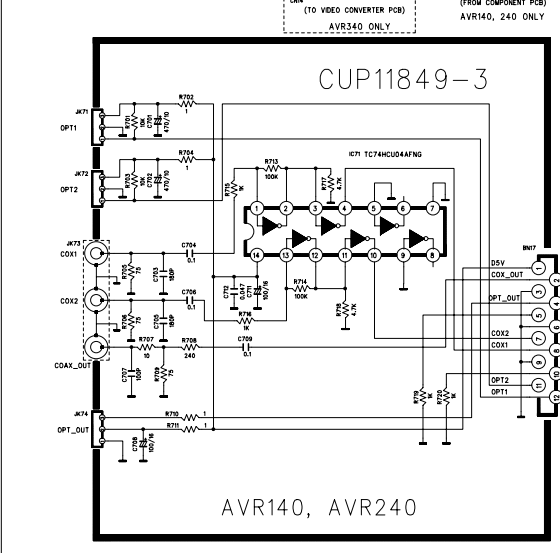 CN14
(TO VIDEO CONVERTER PCB)
AVR340 ONLY
(FROM COMPONENT PCB)
AVR140, 240 ONLY
CUP11849-3
JK71
OPT1
R701
10K
C701
470/10
R702
1
JK72
OPT2
R703
10K
C702
470/10
R704
1
IC71 TC74HCU04AFNG
R713
100K
R715
1K
R717
4.7K
1
2
3
4
5
6
7
14
13
12
11
10
9
8
JK73
COX1
R705
75
C703
180P
C704
0.1
COX2
R706
75
C705
180P
C706
0.1
R716
1K
C712
0.047
C711
100/16
R714
100K
R718
4.7K
COAX_OUT
R707
10
R708
240
C709
0.1
C707
100P
R709
75
JK74
OPT_OUT
R710
1
R711
1
C708
100/16
R719
1K
R720
1K
BN17
D5V
1
COX_OUT
2
3
OPT_OUT
4
5
6
COX2
7
COX1
8
9
10
OPT2
11
OPT1
12
AVR140, AVR240